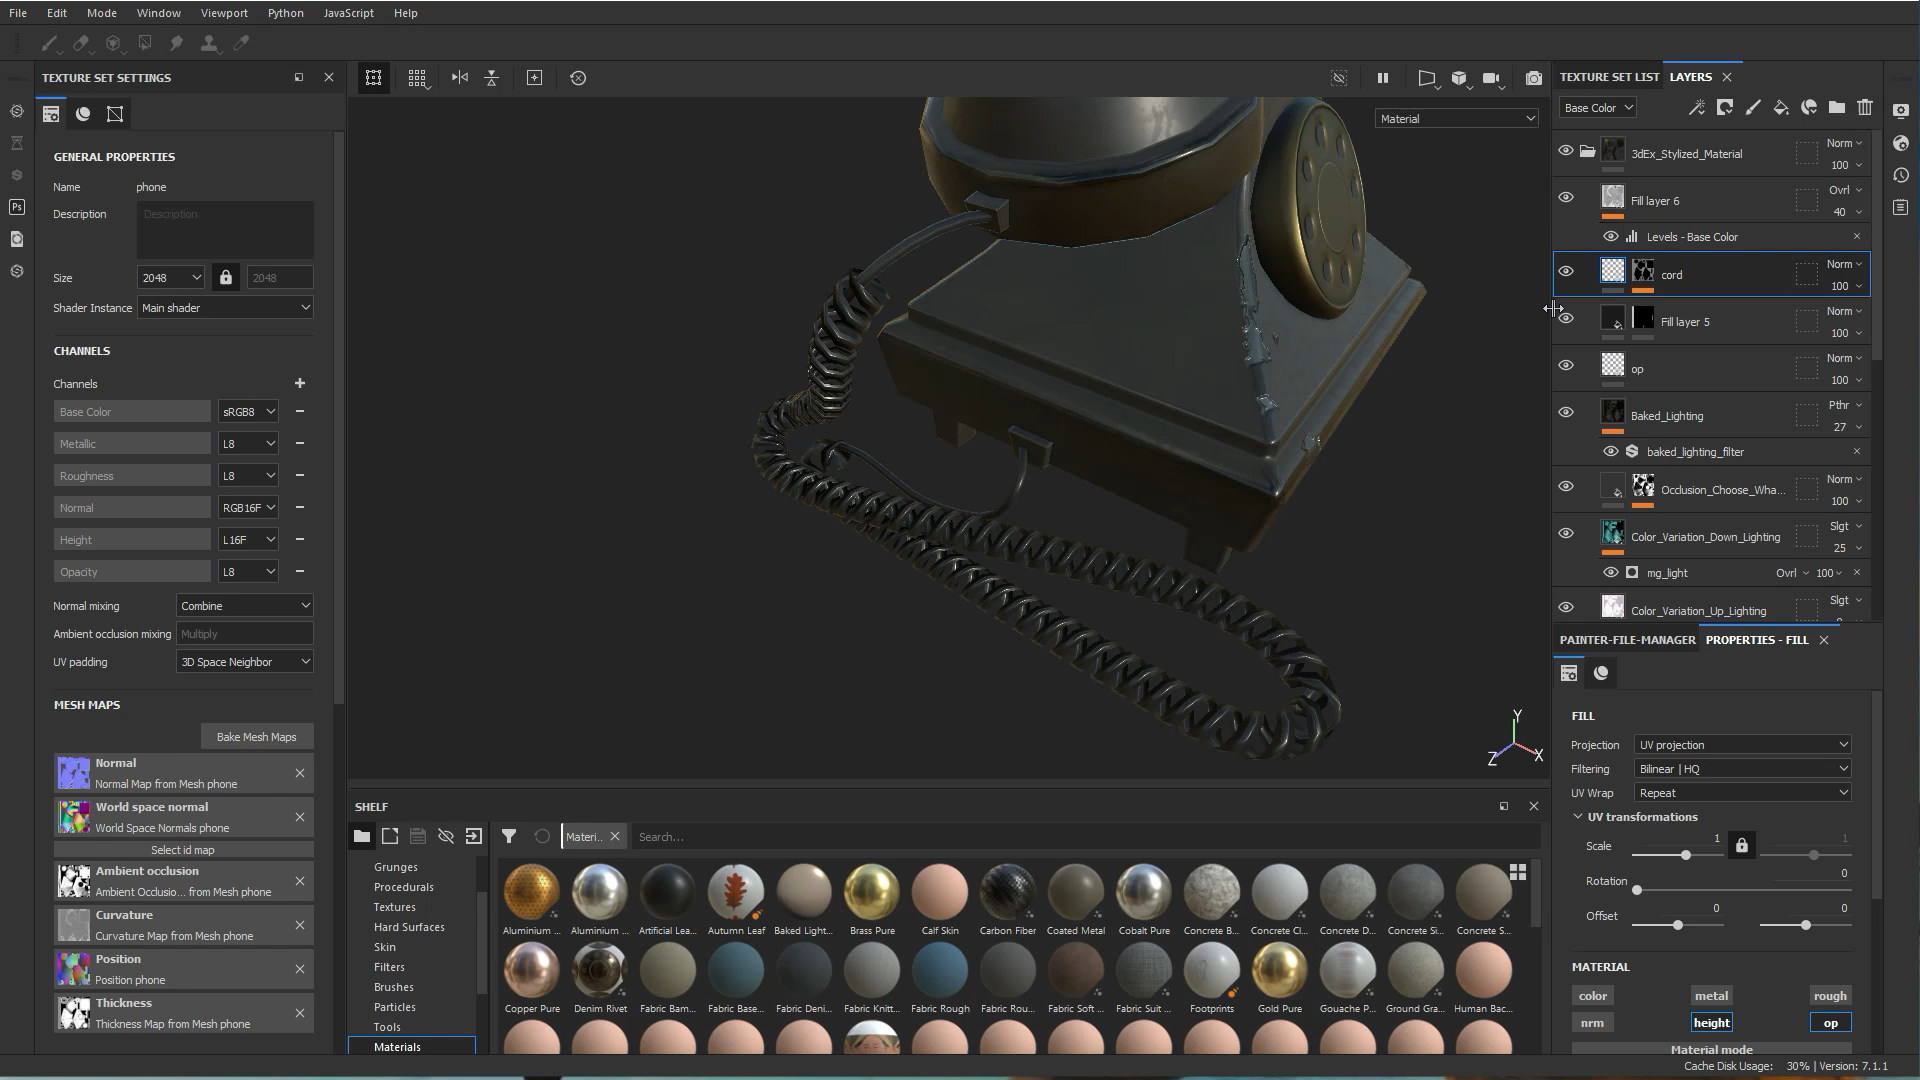 File Edit Mode Window Viewport Python JavaScript Help
TEXTURE SET SETTINGS
GENERAL PROPERTIES
Name phone
Description Description
Size 2048 2048
Shader Instance Main shader
CHANNELS
Channels
Base Color sRGB8
Metallic L8
Roughness L8
Normal RGB16F
Height L16F
Opacity L8
Normal mixing Combine
Ambient occlusion mixing Multiply
UV padding 3D Space Neighbor
MESH MAPS
Bake Mesh Maps
Normal
Normal Map from Mesh phone
World space normal
World Space Normals phone
Select id map
Ambient occlusion
Ambient Occlusio... from Mesh phone
Curvature
Curvature Map from Mesh phone
Position
Position phone
Thickness
Thickness Map from Mesh phone
Ps
Material
Y
Z X
SHELF
Materi..
Search...
Grunges
Procedurals
Textures
Hard Surfaces
Skin
Filters
Brushes
Particles
Tools
Materials
Aluminium ... Aluminium ... Artificial Lea... Autumn Leaf Baked Light... Brass Pure Calf Skin Carbon Fiber Coated Metal Cobalt Pure Concrete B... Concrete Cl... Concrete D... Concrete Si... Concrete S...
Copper Pure Denim Rivet Fabric Bam... Fabric Base... Fabric Deni... Fabric Knitt... Fabric Rough Fabric Rou... Fabric Soft ... Fabric Suit ... Footprints Gold Pure Gouache P... Ground Gra... Human Bac...
TEXTURE SET LIST LAYERS
Base Color
3dEx_Stylized_Material Norm 100
Fill layer 6 Ovrl 40
Levels - Base Color
cord Norm 100
Fill layer 5 Norm 100
op Norm 100
Baked_Lighting Pthr 27
baked_lighting_filter
Occlusion_Choose_Wha... Norm 100
Color_Variation_Down_Lighting Slgt 25
mg_light Ovrl 100
Color_Variation_Up_Lighting Slgt
PAINTER-FILE-MANAGER PROPERTIES - FILL
FILL
Projection UV projection
Filtering Bilinear | HQ
UV Wrap Repeat
UV transformations
Scale 1 1
Rotation 0
Offset 0 0
MATERIAL
color metal rough
nrm height op
Material mode
Cache Disk Usage: 30% | Version: 7.1.1